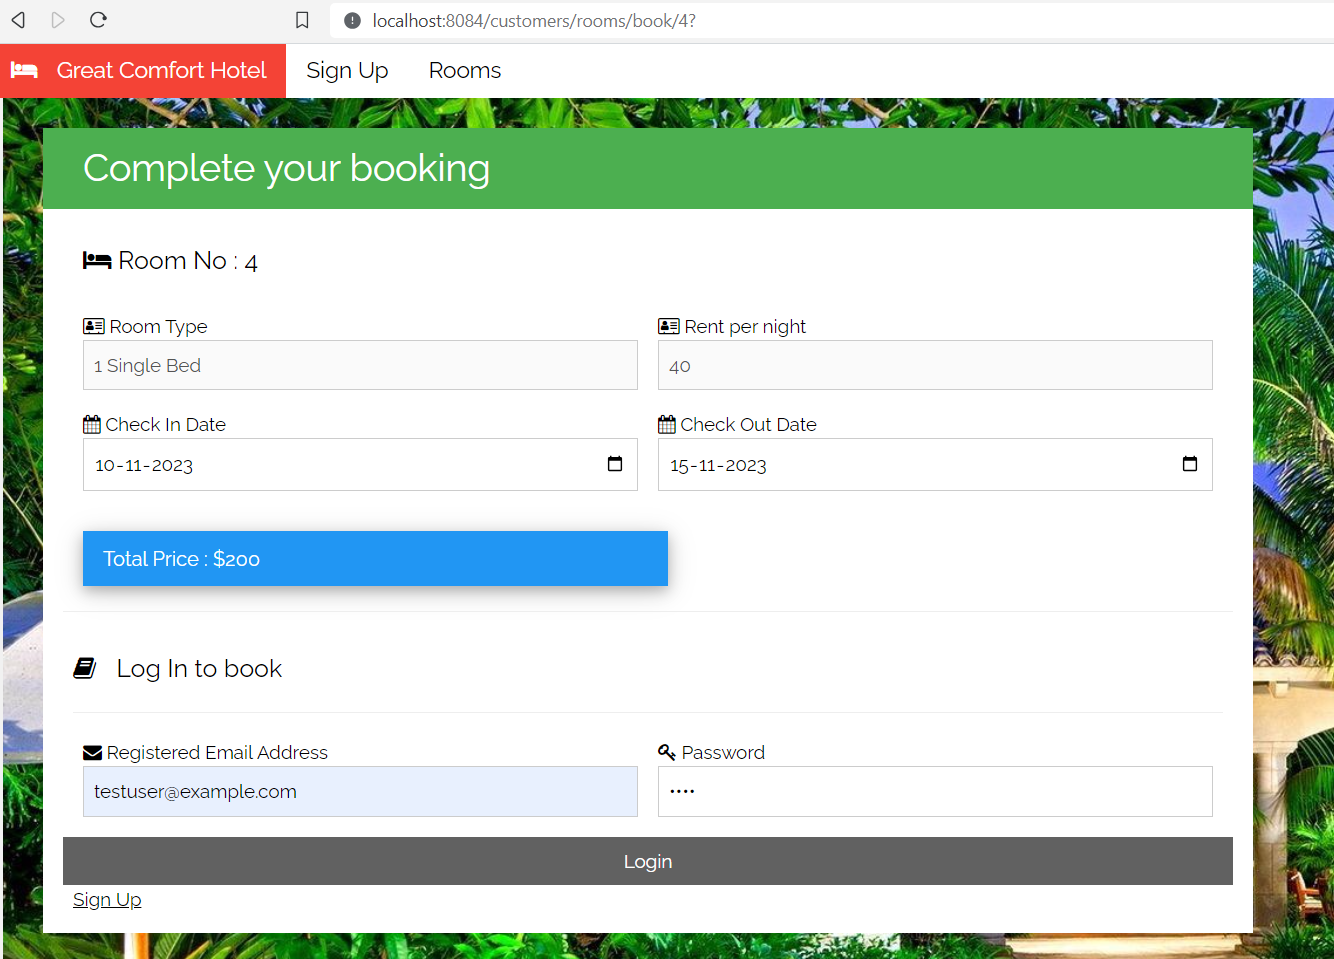 localhost:8084/customers/rooms/book/4?
Great Comfort Hotel Sign Up Rooms
Complete your booking
Room No : 4
Room Type Rent per night
1 Single Bed 40
Check In Date Check Out Date
10-11-2023 15-11-2023
Total Price : $200
Log In to book
Registered Email Address Password
testuser@example.com ····
Login
Sign Up